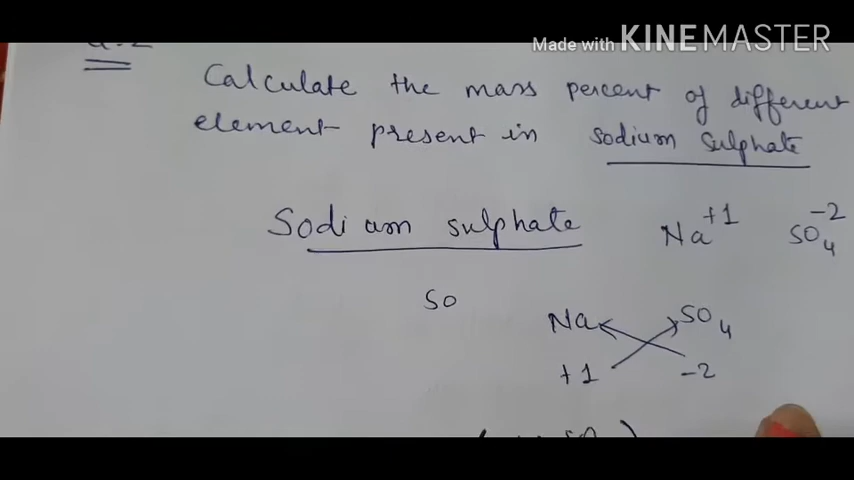 Made with KINEMASTER
Calculate the mass percent of different
element present in sodium sulphate
Sodium sulphate Na+1 SO4-2
SO
Na SO4
+1 -2